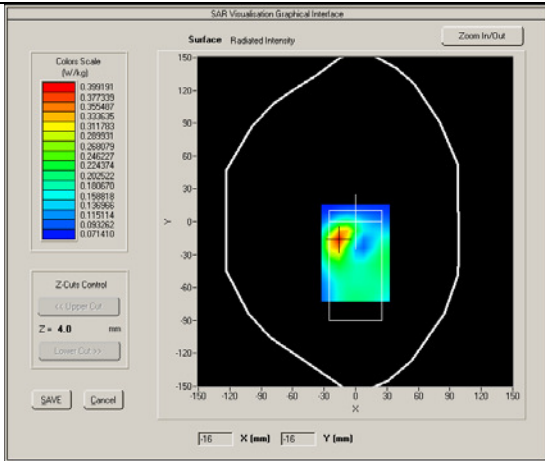 SAR Visualisation Graphical Interface
Surface Radiated Intensity
Zoom In/Out
Colors Scale
(W/kg)
0.399191
0.377339
0.355487
0.333635
0.311783
0.289931
0.268079
0.246227
0.224374
0.202522
0.180670
0.158818
0.136966
0.115114
0.093262
0.071410
Z-Cuts Control
<< Upper Cut
Z = 4.0 mm
Lower Cut >>
SAVE Cancel
150-
120-
90-
60-
30-
0-
-30-
-60-
-90-
-120-
-150-
Y
-150 -120 -90 -60 -30 0 30 60 90 120 150
X
-16 X (mm) -16 Y (mm)